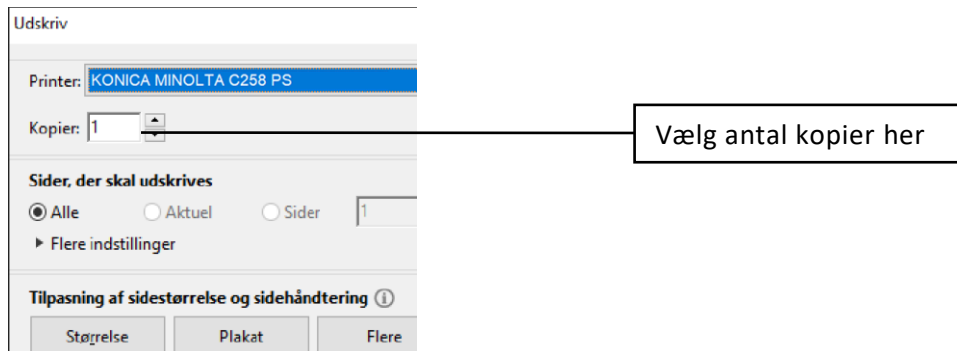 Udskriv
Printer: KONICA MINOLTA C258 PS
Kopier: 1
Vælg antal kopier her
Sider, der skal udskrives
Alle Aktuel Sider 1
Flere indstillinger
Tilpasning af sidestørrelse og sidehåndtering
Størrelse Plakat Flere